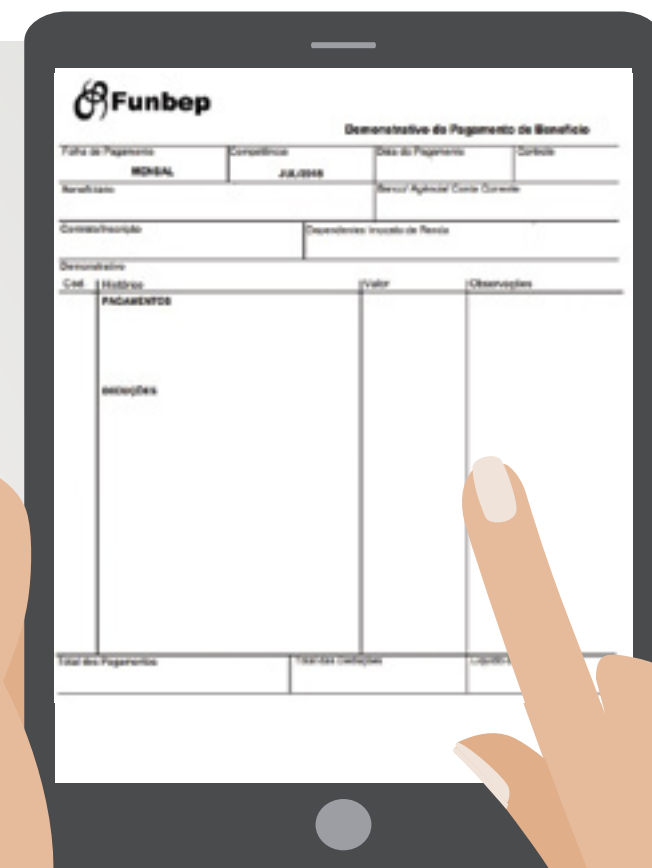 Funbep
Demonstrativo do Pagamento de Benefício
Folha de Pagamento Competência Data do Pagamento Controle
MENSAL JUL/2018
Beneficiário Banco/ Agência/ Conta Corrente
Contrato/Inscrição Dependentes Imposto de Renda
Demonstrativo
Cod. Histórico Valor Observações
PAGAMENTOS
DEDUÇÕES
Total dos Pagamentos Total das Deduções Líquido